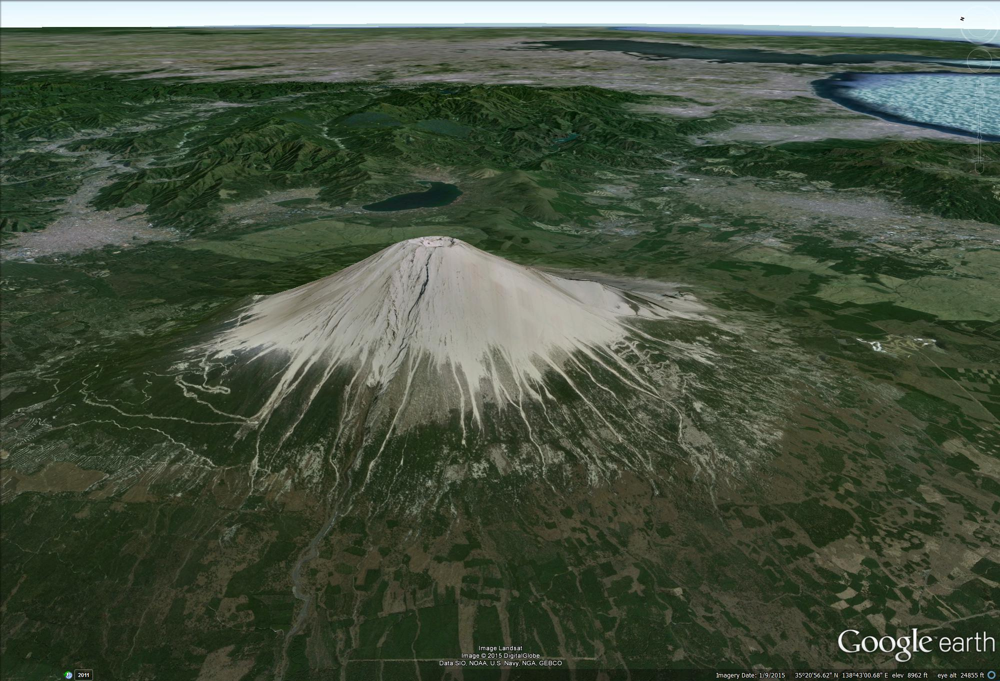 N
Google™ earth
Image Landsat
Image © 2015 DigitalGlobe
Data SIO, NOAA, U.S. Navy, NGA, GEBCO
2011
Imagery Date: 1/9/2015 35°20'56.62" N 138°43'00.68" E elev 8962 ft eye alt 24855 ft